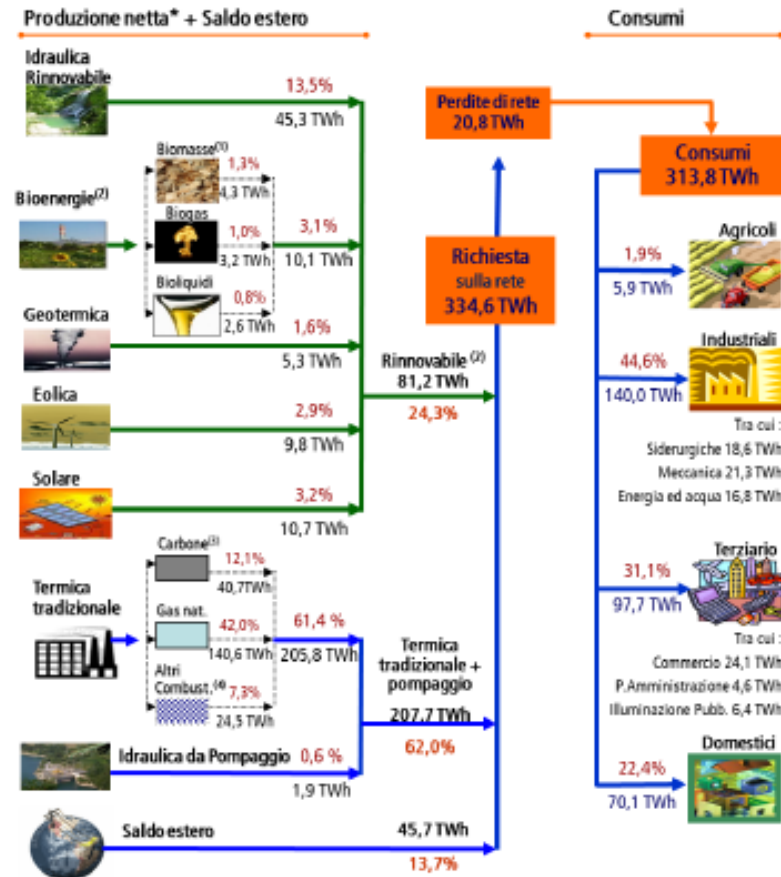 Produzione netta* + Saldo estero
Consumi
Idraulica
Rinnovabile
13,5%
45,3 TWh
Bioenergie(2)
Biomasse(1)
1,3%
4,3 TWh
Biogas
1,0%
3,2 TWh
Bioliquidi
0,8%
2,6 TWh
3,1%
10,1 TWh
Geotermica
1,6%
5,3 TWh
Eolica
2,9%
9,8 TWh
Solare
3,2%
10,7 TWh
Rinnovabile (2)
81,2 TWh
24,3%
Termica
tradizionale
Carbone(3)
12,1%
40,7TWh
Gas nat.
42,0%
140,6 TWh
Altri
Combust.(4)
7,3%
24,5 TWh
61,4 %
205,8 TWh
Idraulica da Pompaggio
0,6 %
1,9 TWh
Termica
tradizionale +
pompaggio
207,7 TWh
62,0%
Saldo estero
45,7 TWh
13,7%
Perdite di rete
20,8 TWh
Richiesta
sulla rete
334,6 TWh
Consumi
313,8 TWh
Agricoli
1,9%
5,9 TWh
Industriali
44,6%
140,0 TWh
Tra cui :
Siderurgiche 18,6 TWh
Meccanica 21,3 TWh
Energia ed acqua 16,8 TWh
Terziario
31,1%
97,7 TWh
Tra cui :
Commercio 24,1 TWh
P.Amministrazione 4,6 TWh
Illuminazione Pubb. 6,4 TWh
Domestici
22,4%
70,1 TWh